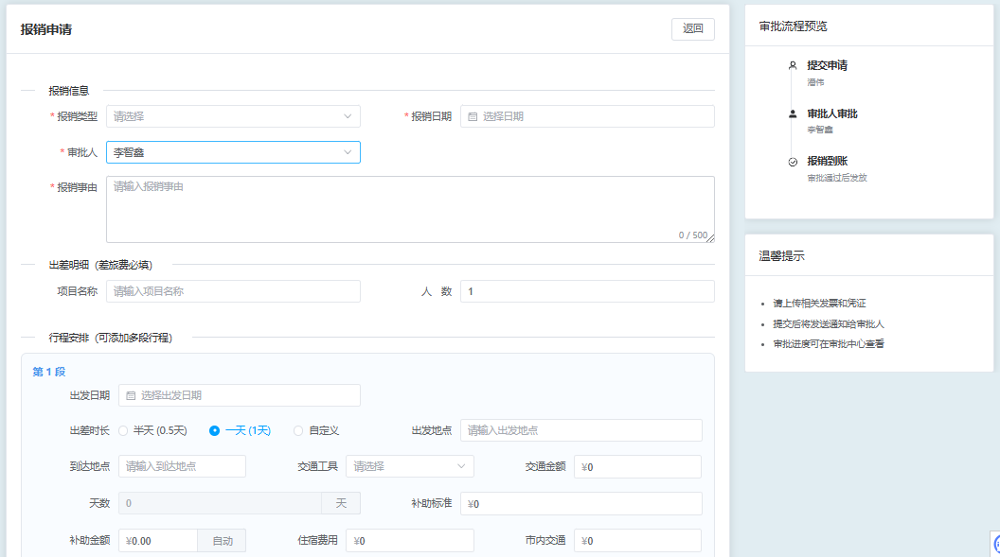 报销申请
返回
报销信息
* 报销类型 请选择
* 报销日期 选择日期
* 审批人 李智鑫
* 报销事由 请输入报销事由
0 / 500
出差明细（差旅费必填）
项目名称 请输入项目名称
人 数 1
行程安排（可添加多段行程）
第 1 段
出发日期 选择出发日期
出差时长 半天 (0.5天) 一天 (1天) 自定义
出发地点 请输入出发地点
到达地点 请输入到达地点
交通工具 请选择
交通金额 ¥0
天数 0 天
补助标准 ¥0
补助金额 ¥0.00 自动
住宿费用 ¥0
市内交通 ¥0
审批流程预览
提交申请
潘伟
审批人审批
李智鑫
报销到账
审批通过后发放
温馨提示
• 请上传相关发票和凭证
• 提交后将发送通知给审批人
• 审批进度可在审批中心查看